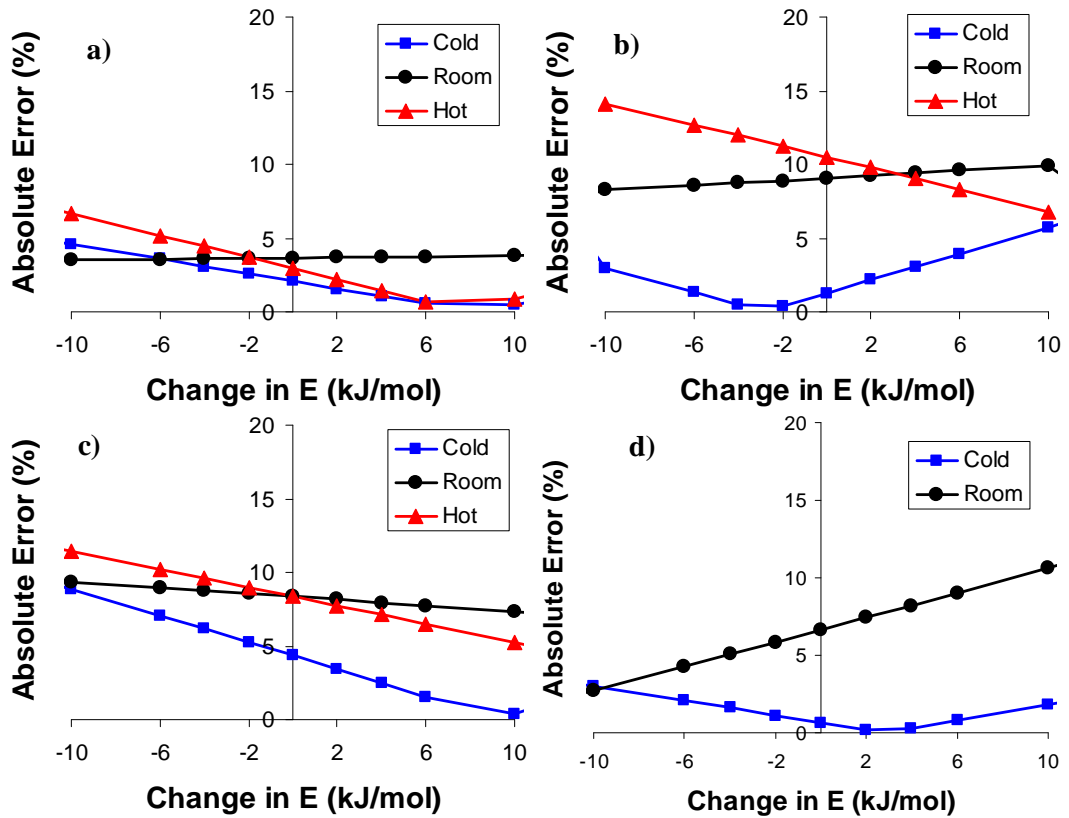 a)
Absolute Error (%)
20
15
10
5
0
Cold
Room
Hot
-10 -6 -2 2 6 10
Change in E (kJ/mol)
b)
Absolute Error (%)
20
15
10
5
0
Cold
Room
Hot
-10 -6 -2 2 6 10
Change in E (kJ/mol)
c)
Absolute Error (%)
20
15
10
5
0
Cold
Room
Hot
-10 -6 -2 2 6 10
Change in E (kJ/mol)
d)
Absolute Error (%)
20
15
10
5
0
Cold
Room
-10 -6 -2 2 6 10
Change in E (kJ/mol)